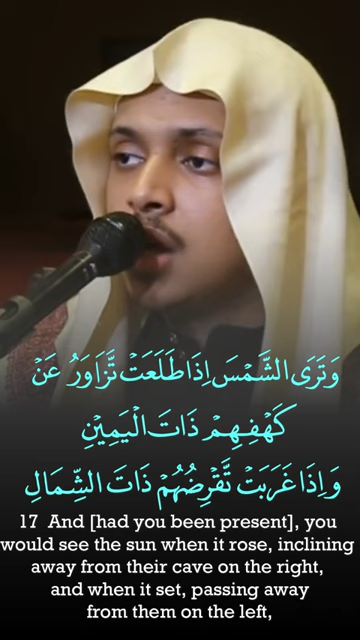 وَتَرَى الشَّمْسَ اِذَا طَلَعَتْ تَّزَاوَرُ عَنْ
كَهْفِهِمْ ذَاتَ الْيَمِيْنِ
وَاِذَا غَرَبَتْ تَّقْرِضُهُمْ ذَاتَ الشِّمَالِ
17 And [had you been present], you
would see the sun when it rose, inclining
away from their cave on the right,
and when it set, passing away
from them on the left,